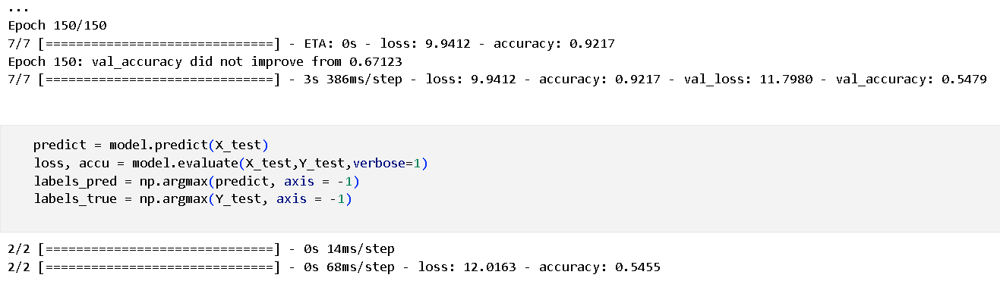 ...
Epoch 150/150
7/7 [==============================] - ETA: 0s - loss: 9.9412 - accuracy: 0.9217
Epoch 150: val_accuracy did not improve from 0.67123
7/7 [==============================] - 3s 386ms/step - loss: 9.9412 - accuracy: 0.9217 - val_loss: 11.7980 - val_accuracy: 0.5479
predict = model.predict(X_test)
loss, accu = model.evaluate(X_test,Y_test,verbose=1)
labels_pred = np.argmax(predict, axis = -1)
labels_true = np.argmax(Y_test, axis = -1)
2/2 [==============================] - 0s 14ms/step
2/2 [==============================] - 0s 68ms/step - loss: 12.0163 - accuracy: 0.5455